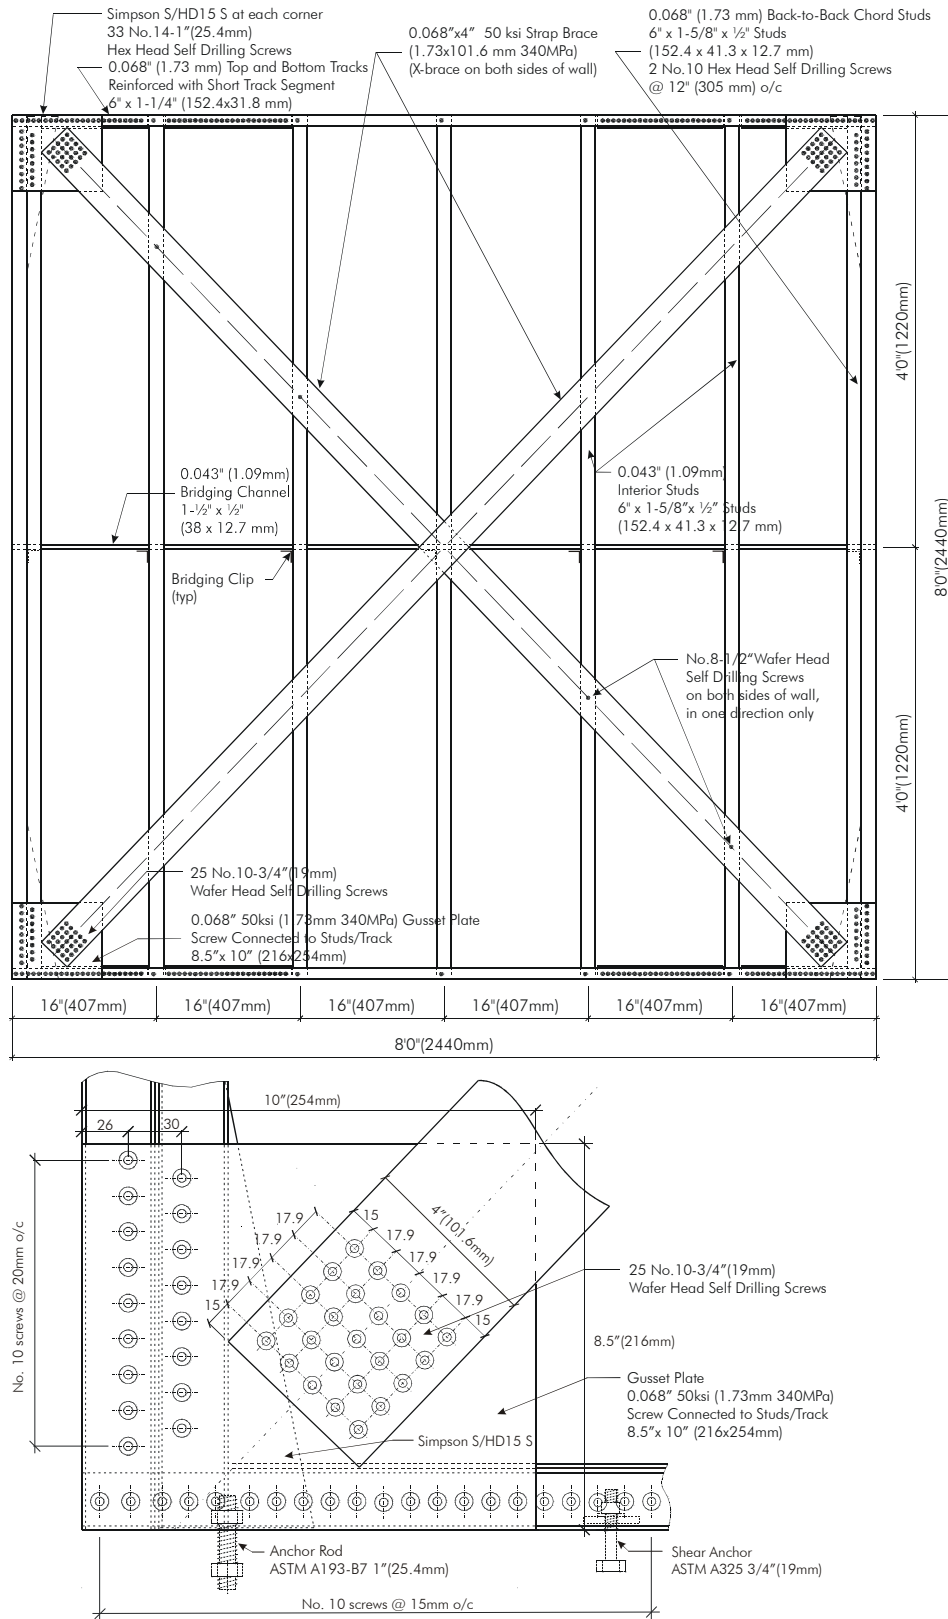 Simpson S/HD15 S at each corner
33 No.14-1"(25.4mm)
Hex Head Self Drilling Screws
0.068" (1.73 mm) Top and Bottom Tracks
Reinforced with Short Track Segment
6" x 1-1/4" (152.4x31.8 mm)
0.068"x4" 50 ksi Strap Brace
(1.73x101.6 mm 340MPa)
(X-brace on both sides of wall)
0.068" (1.73 mm) Back-to-Back Chord Studs
6" x 1-5/8" x ½" Studs
(152.4 x 41.3 x 12.7 mm)
2 No.10 Hex Head Self Drilling Screws
@ 12" (305 mm) o/c
4'0"(1220mm)
0.043" (1.09mm)
Bridging Channel
1-½" x ½"
(38 x 12.7 mm)
0.043" (1.09mm)
Interior Studs
6" x 1-5/8"x ½" Studs
(152.4 x 41.3 x 12.7 mm)
8'0"(2440mm)
Bridging Clip
(typ)
No.8-1/2"Wafer Head
Self Drilling Screws
on both sides of wall,
in one direction only
4'0"(1220mm)
25 No.10-3/4"(19mm)
Wafer Head Self Drilling Screws
0.068" 50ksi (1.73mm 340MPa) Gusset Plate
Screw Connected to Studs/Track
8.5"x 10" (216x254mm)
16"(407mm)
16"(407mm)
16"(407mm)
16"(407mm)
16"(407mm)
16"(407mm)
8'0"(2440mm)
10"(254mm)
26
30
No. 10 screws @ 20mm o/c
17.9
17.9
17.9
17.9
15
15
17.9
17.9
17.9
17.9
15
4"(101.6mm)
25 No.10-3/4"(19mm)
Wafer Head Self Drilling Screws
8.5"(216mm)
Gusset Plate
0.068" 50ksi (1.73mm 340MPa)
Screw Connected to Studs/Track
8.5"x 10" (216x254mm)
Simpson S/HD15 S
Anchor Rod
ASTM A193-B7 1"(25.4mm)
Shear Anchor
ASTM A325 3/4"(19mm)
No. 10 screws @ 15mm o/c